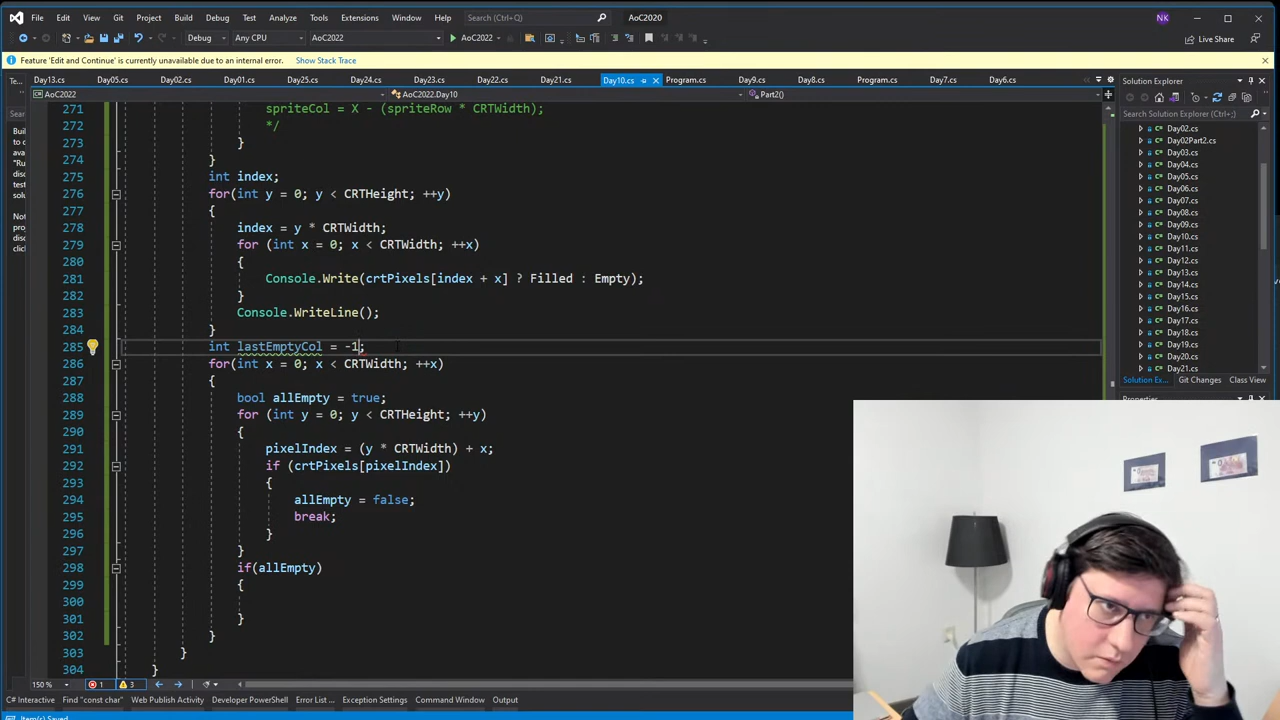 File Edit View Git Project Build Debug Test Analyze Tools Extensions Window Help Search (Ctrl+Q) AoC2020 NK
Debug Any CPU AoC2022 AoC2022 Live Share
Feature 'Edit and Continue' is currently unavailable due to an internal error. Show Stack Trace
Te... Day13.cs Day05.cs Day02.cs Day01.cs Day25.cs Day24.cs Day23.cs Day22.cs Day21.cs Day10.cs Program.cs Day9.cs Day8.cs Program.cs Day7.cs Day6.cs
AoC2022 AoC2022.Day10 Part2()
271 spriteCol = X - (spriteRow * CRTWidth);
272 */
273 }
274 }
275 int index;
276 for(int y = 0; y < CRTHeight; ++y)
277 {
278 index = y * CRTWidth;
279 for (int x = 0; x < CRTWidth; ++x)
280 {
281 Console.Write(crtPixels[index + x] ? Filled : Empty);
282 }
283 Console.WriteLine();
284 }
285 int lastEmptyCol = -1;
286 for(int x = 0; x < CRTWidth; ++x)
287 {
288 bool allEmpty = true;
289 for (int y = 0; y < CRTHeight; ++y)
290 {
291 pixelIndex = (y * CRTWidth) + x;
292 if (crtPixels[pixelIndex])
293 {
294 allEmpty = false;
295 break;
296 }
297 }
298 if(allEmpty)
299 {
300
301 }
302 }
303 }
304 }
150 % 1 3
C# Interactive Find "const char" Web Publish Activity Developer PowerShell Error List ... Exception Settings Command Window Output
Item(s) Saved
Solution Explorer
Search Solution Explorer (Ctrl+;)
Day02.cs
Day02Part2.cs
Day03.cs
Day04.cs
Day05.cs
Day06.cs
Day07.cs
Day08.cs
Day09.cs
Day10.cs
Day11.cs
Day12.cs
Day13.cs
Day14.cs
Day15.cs
Day16.cs
Day17.cs
Day18.cs
Day19.cs
Day20.cs
Day21.cs
Solution Ex... Git Changes Class View
Properties